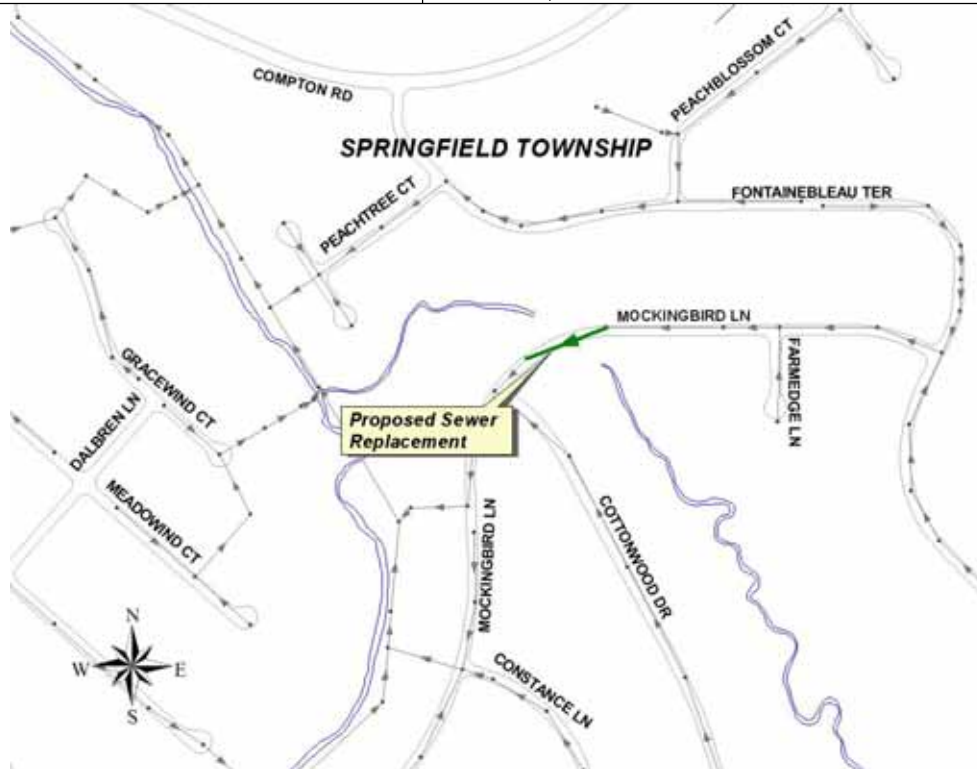 COMPTON RD
PEACHBLOSSOM CT
SPRINGFIELD TOWNSHIP
PEACHTREE CT
FONTAINEBLEAU TER
MOCKINGBIRD LN
FARMEDGE LN
GRACEWIND CT
DALBREN LN
Proposed Sewer
Replacement
MEADOWIND CT
MOCKINGBIRD LN
COTTONWOOD DR
CONSTANCE LN
N
W
E
S